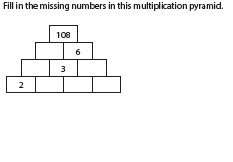 Fill in the missing numbers in this multiplication pyramid.
108
6
3
2